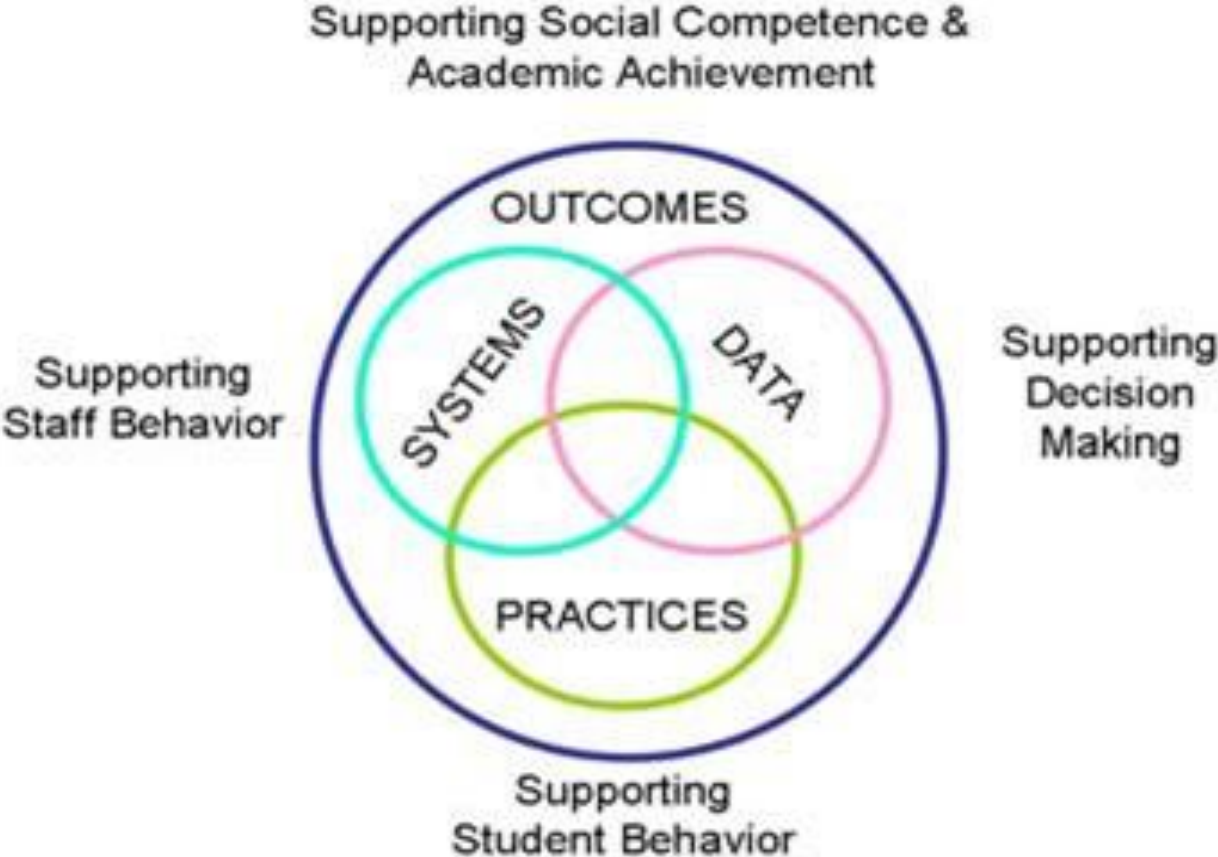 Supporting Social Competence &
Academic Achievement
OUTCOMES
SYSTEMS
DATA
Supporting
Staff Behavior
Supporting
Decision
Making
PRACTICES
Supporting
Student Behavior